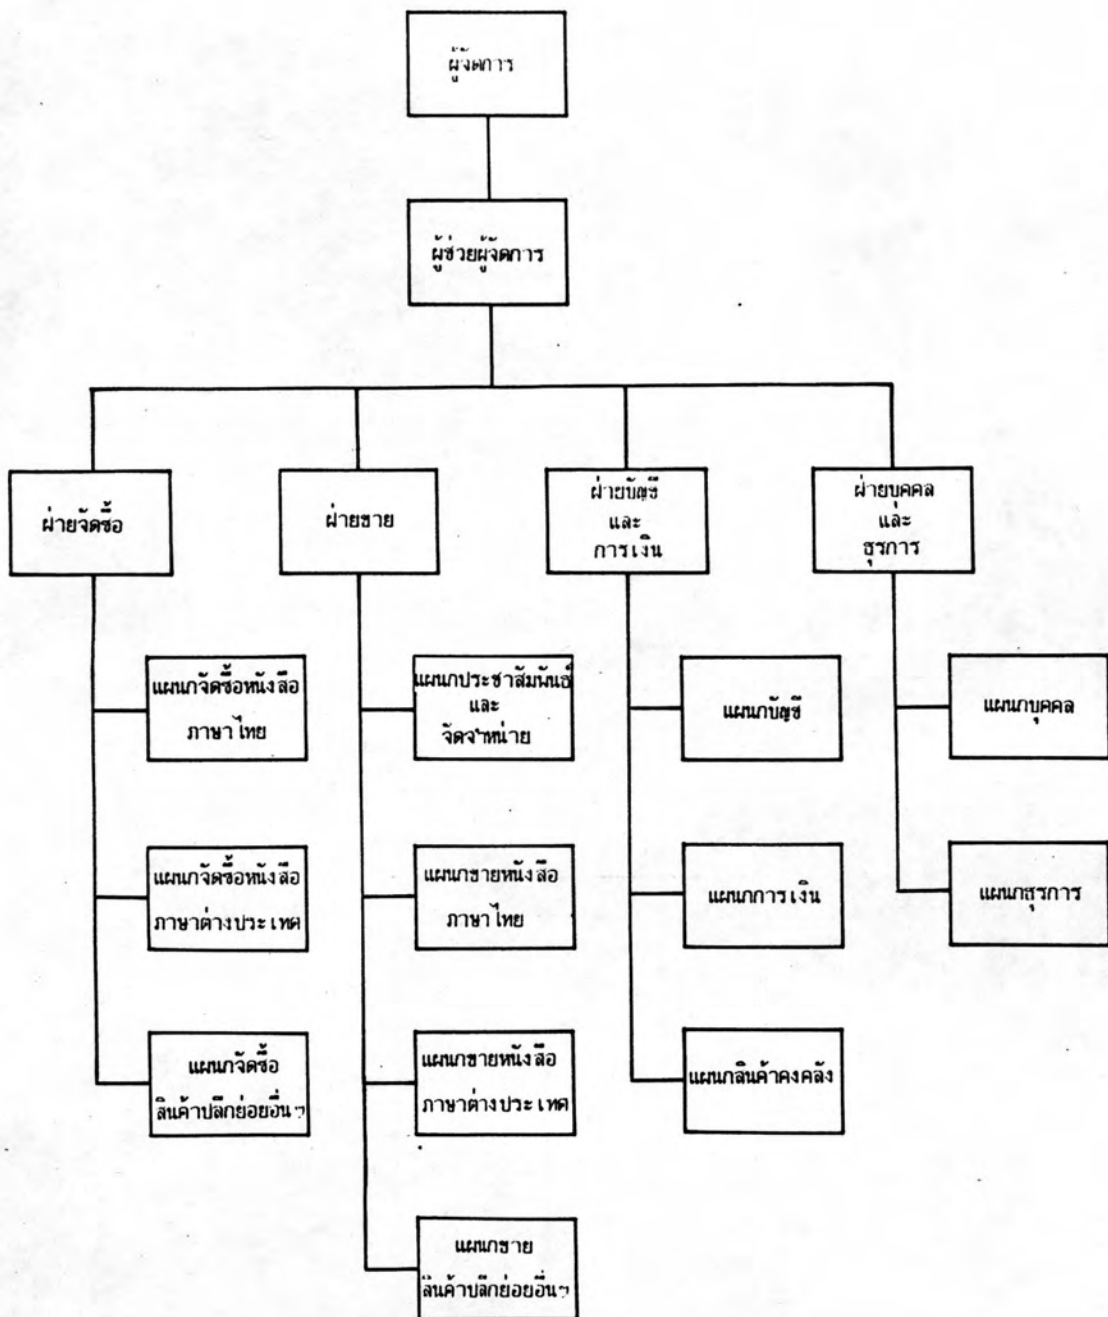 ผู้จัดการ
ผู้ช่วยผู้จัดการ
ฝ่ายจัดซื้อ
ฝ่ายขาย
ฝ่ายบัญชี
และ
การเงิน
ฝ่ายบุคคล
และ
ธุรการ
แผนกจัดซื้อหนังสือ
ภาษาไทย
แผนกประชาสัมพันธ์
และ
จัดจำหน่าย
แผนกบัญชี
แผนกบุคคล
แผนกจัดซื้อหนังสือ
ภาษาต่างประเทศ
แผนกขายหนังสือ
ภาษาไทย
แผนกการเงิน
แผนกธุรการ
แผนกจัดซื้อ
สินค้าปลีกย่อยอื่นๆ
แผนกขายหนังสือ
ภาษาต่างประเทศ
แผนกสินค้าคงคลัง
แผนกขาย
สินค้าปลีกย่อยอื่นๆ